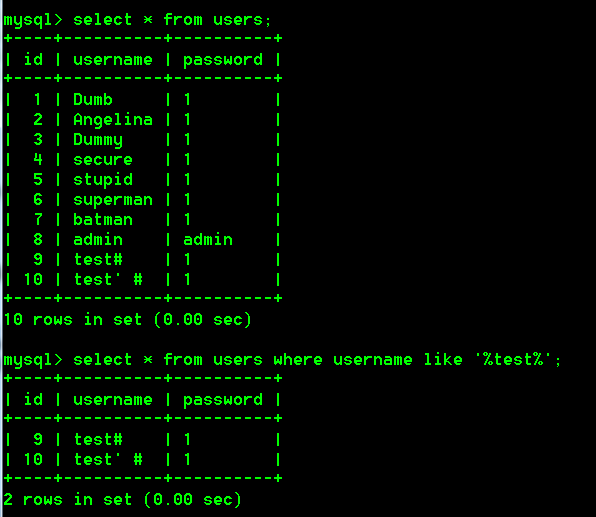 mysql> select * from users;
+----+----------+----------+
| id | username | password |
+----+----------+----------+
|  1 | Dumb     | 1        |
|  2 | Angelina | 1        |
|  3 | Dummy    | 1        |
|  4 | secure   | 1        |
|  5 | stupid   | 1        |
|  6 | superman | 1        |
|  7 | batman   | 1        |
|  8 | admin    | admin    |
|  9 | test#    | 1        |
| 10 | test' #  | 1        |
+----+----------+----------+
10 rows in set (0.00 sec)
mysql> select * from users where username like '%test%';
+----+----------+----------+
| id | username | password |
+----+----------+----------+
|  9 | test#    | 1        |
| 10 | test' #  | 1        |
+----+----------+----------+
2 rows in set (0.00 sec)